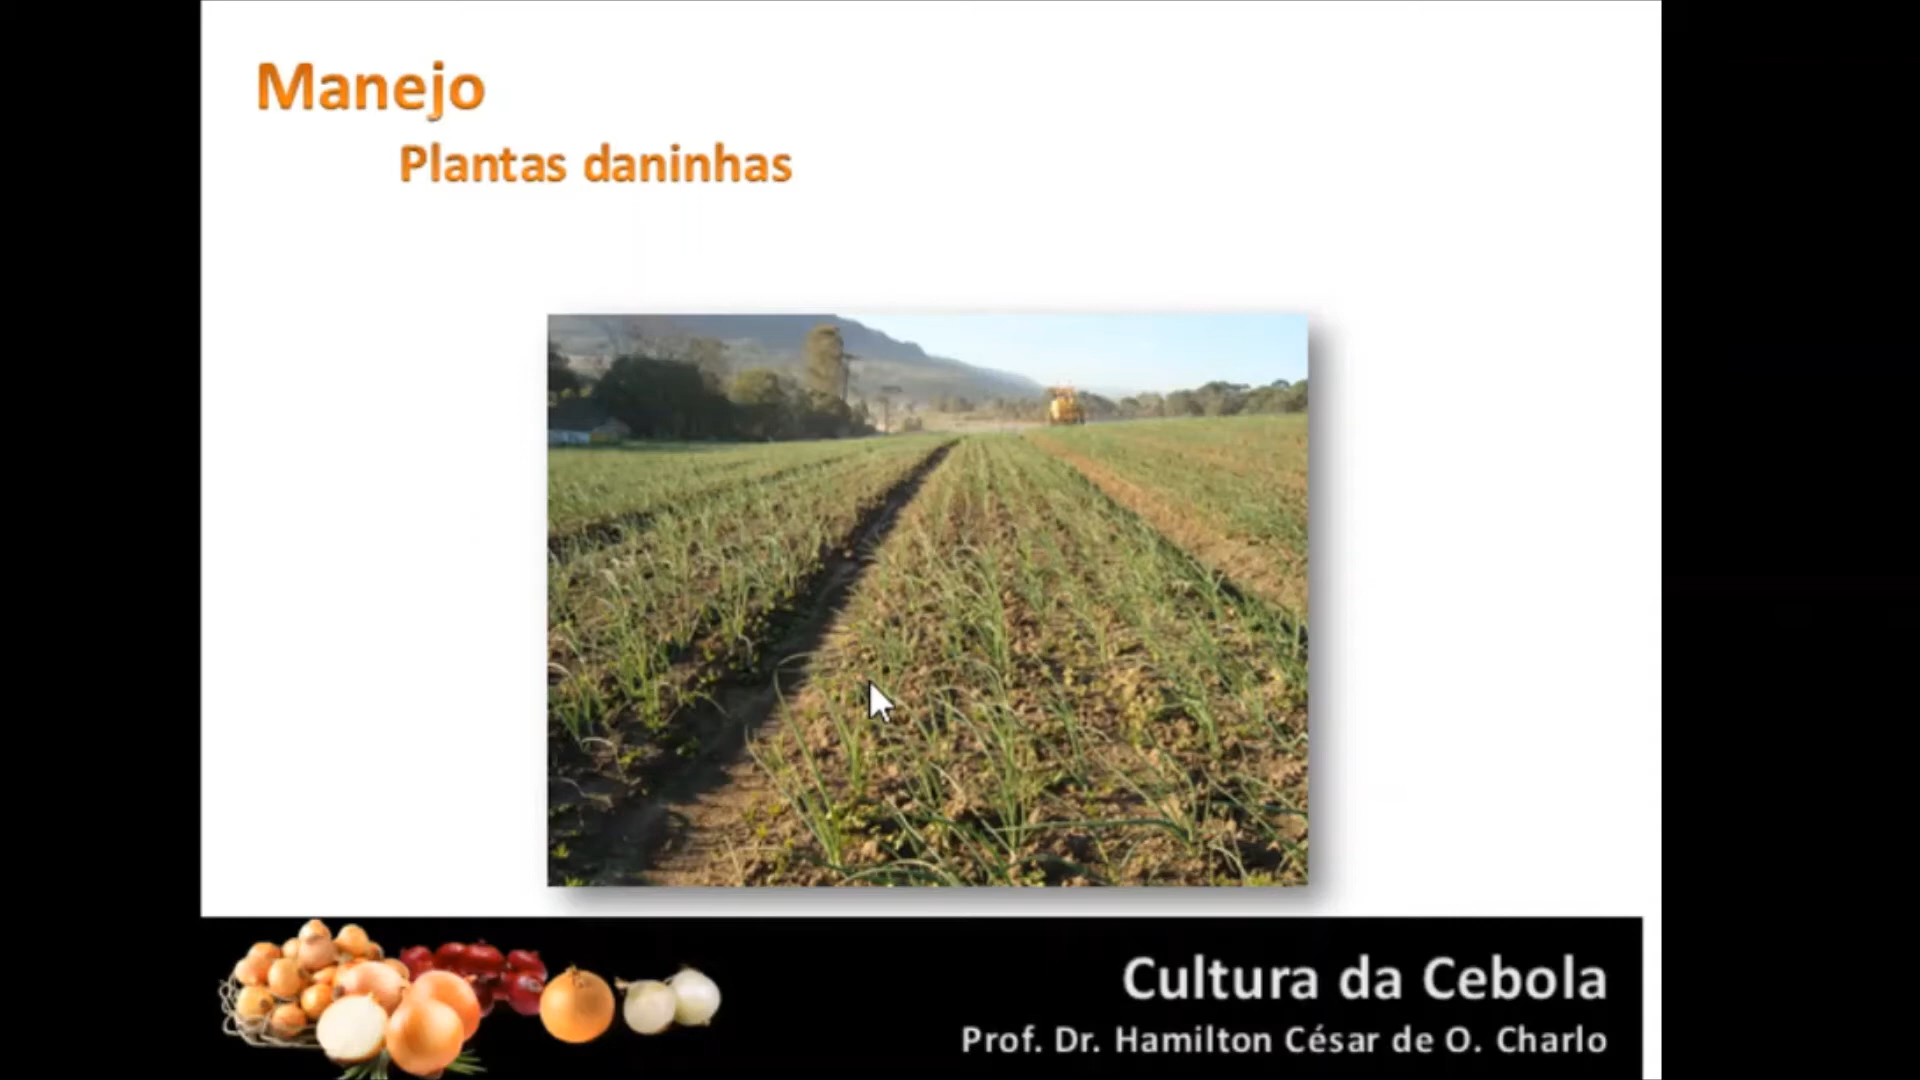 Manejo
Plantas daninhas
Cultura da Cebola
Prof. Dr. Hamilton César de O. Charlo